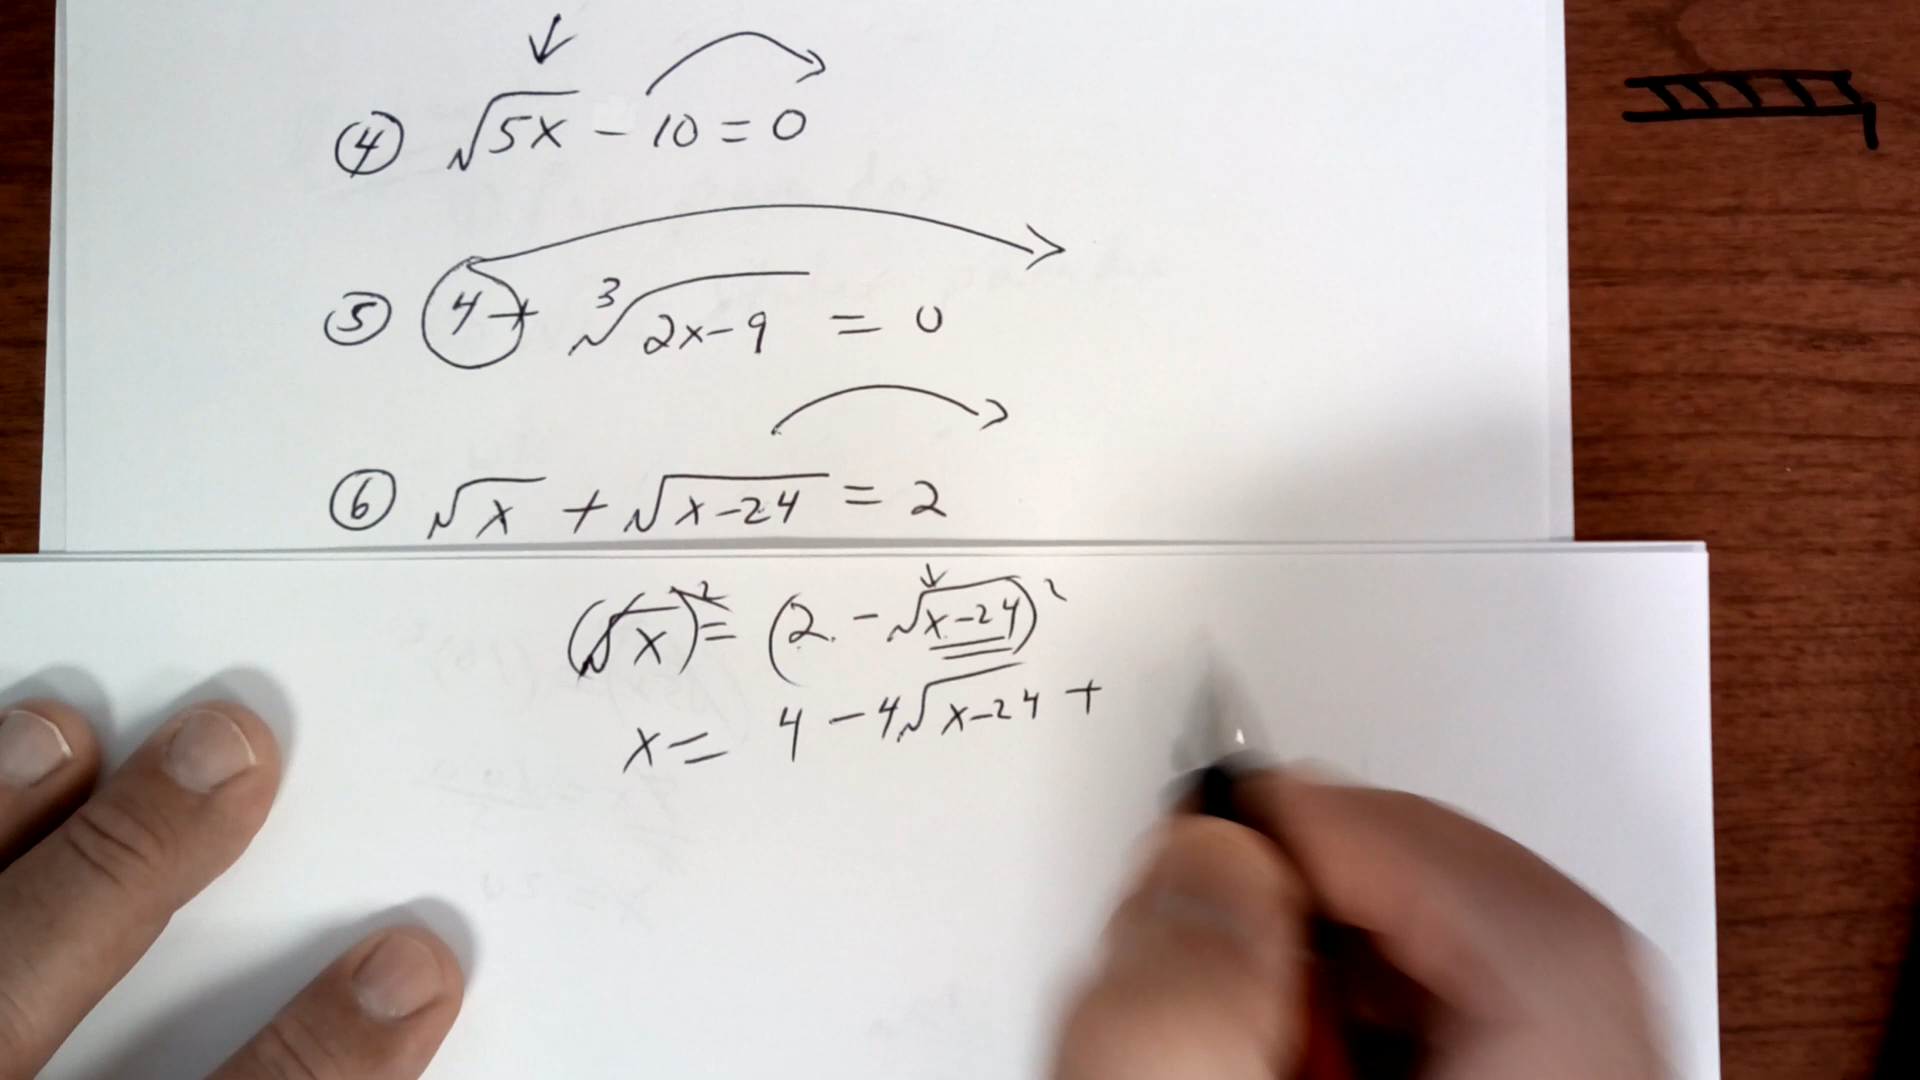 ④ √5x − 10 = 0
⑤ 4 + ³√2x−9 = 0
⑥ √x + √x−24 = 2
(√x)² = (2 − √x−24)²
x = 4 − 4√x−24 +